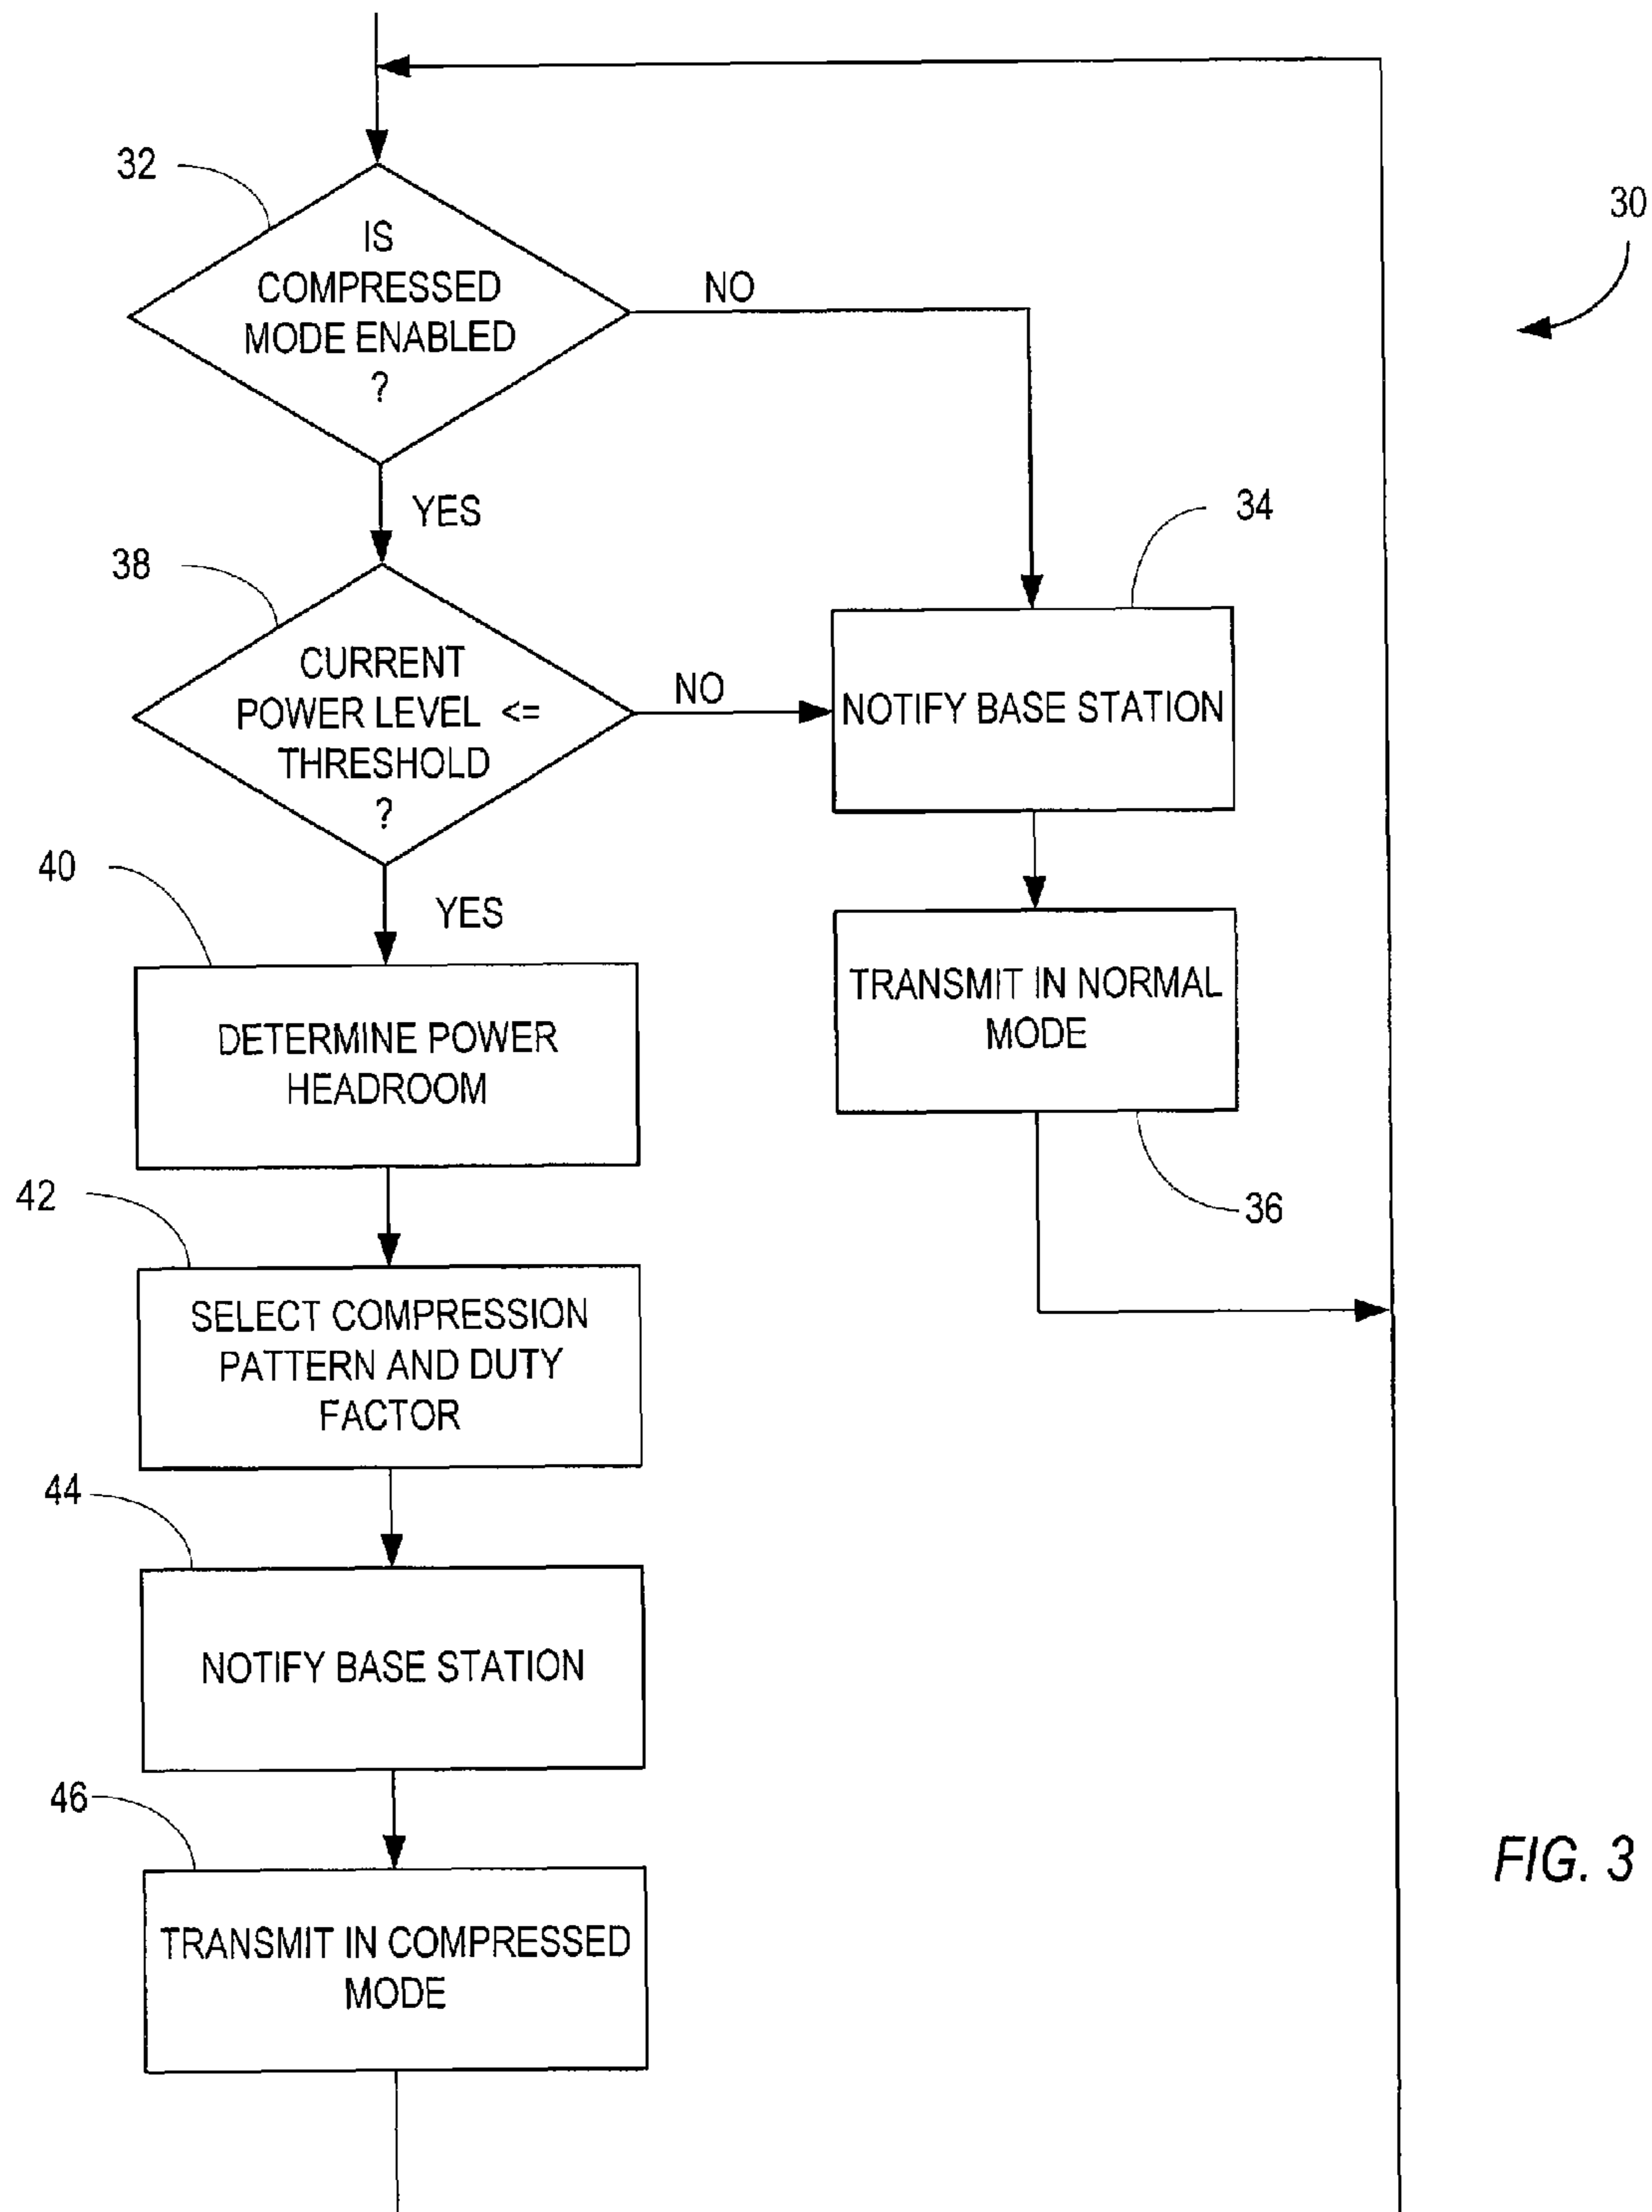 32
IS
COMPRESSED
MODE ENABLED
?
NO
30
YES
34
38
CURRENT
POWER LEVEL <=
THRESHOLD
?
NO
NOTIFY BASE STATION
40
YES
TRANSMIT IN NORMAL
MODE
DETERMINE POWER
HEADROOM
36
42
SELECT COMPRESSION
PATTERN AND DUTY
FACTOR
44
NOTIFY BASE STATION
46
TRANSMIT IN COMPRESSED
MODE
FIG. 3